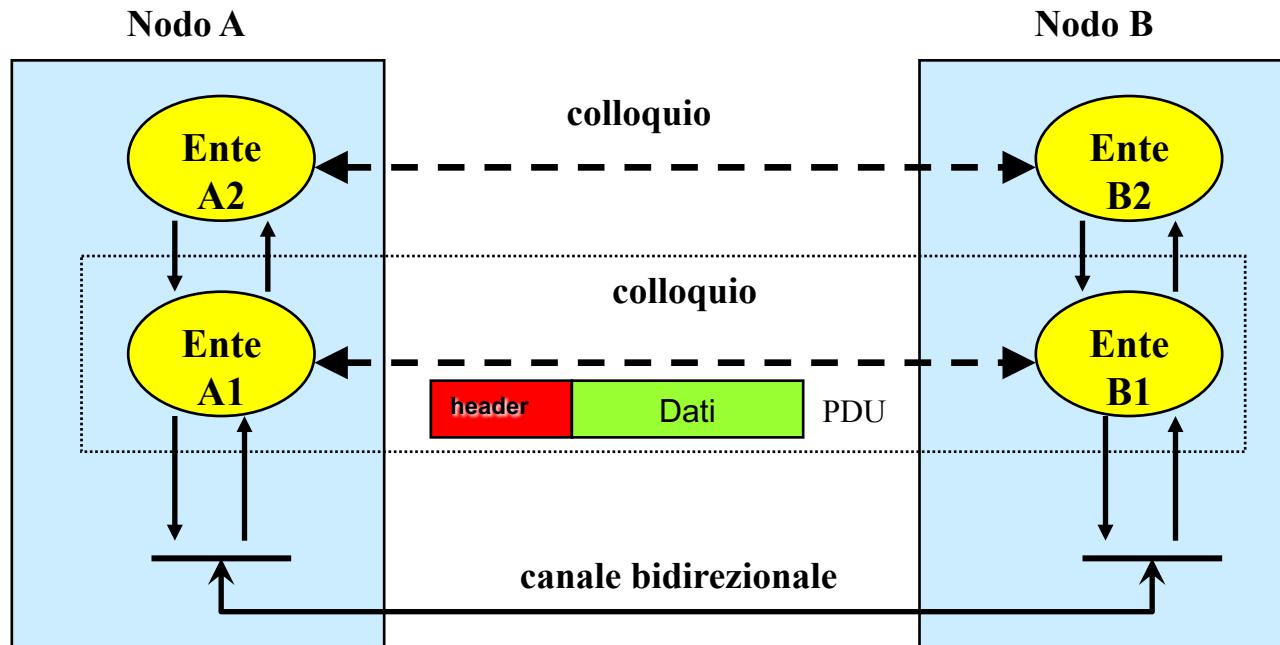 Nodo A
Nodo B
colloquio
Ente
A2
Ente
B2
colloquio
Ente
A1
Ente
B1
header
Dati
PDU
canale bidirezionale